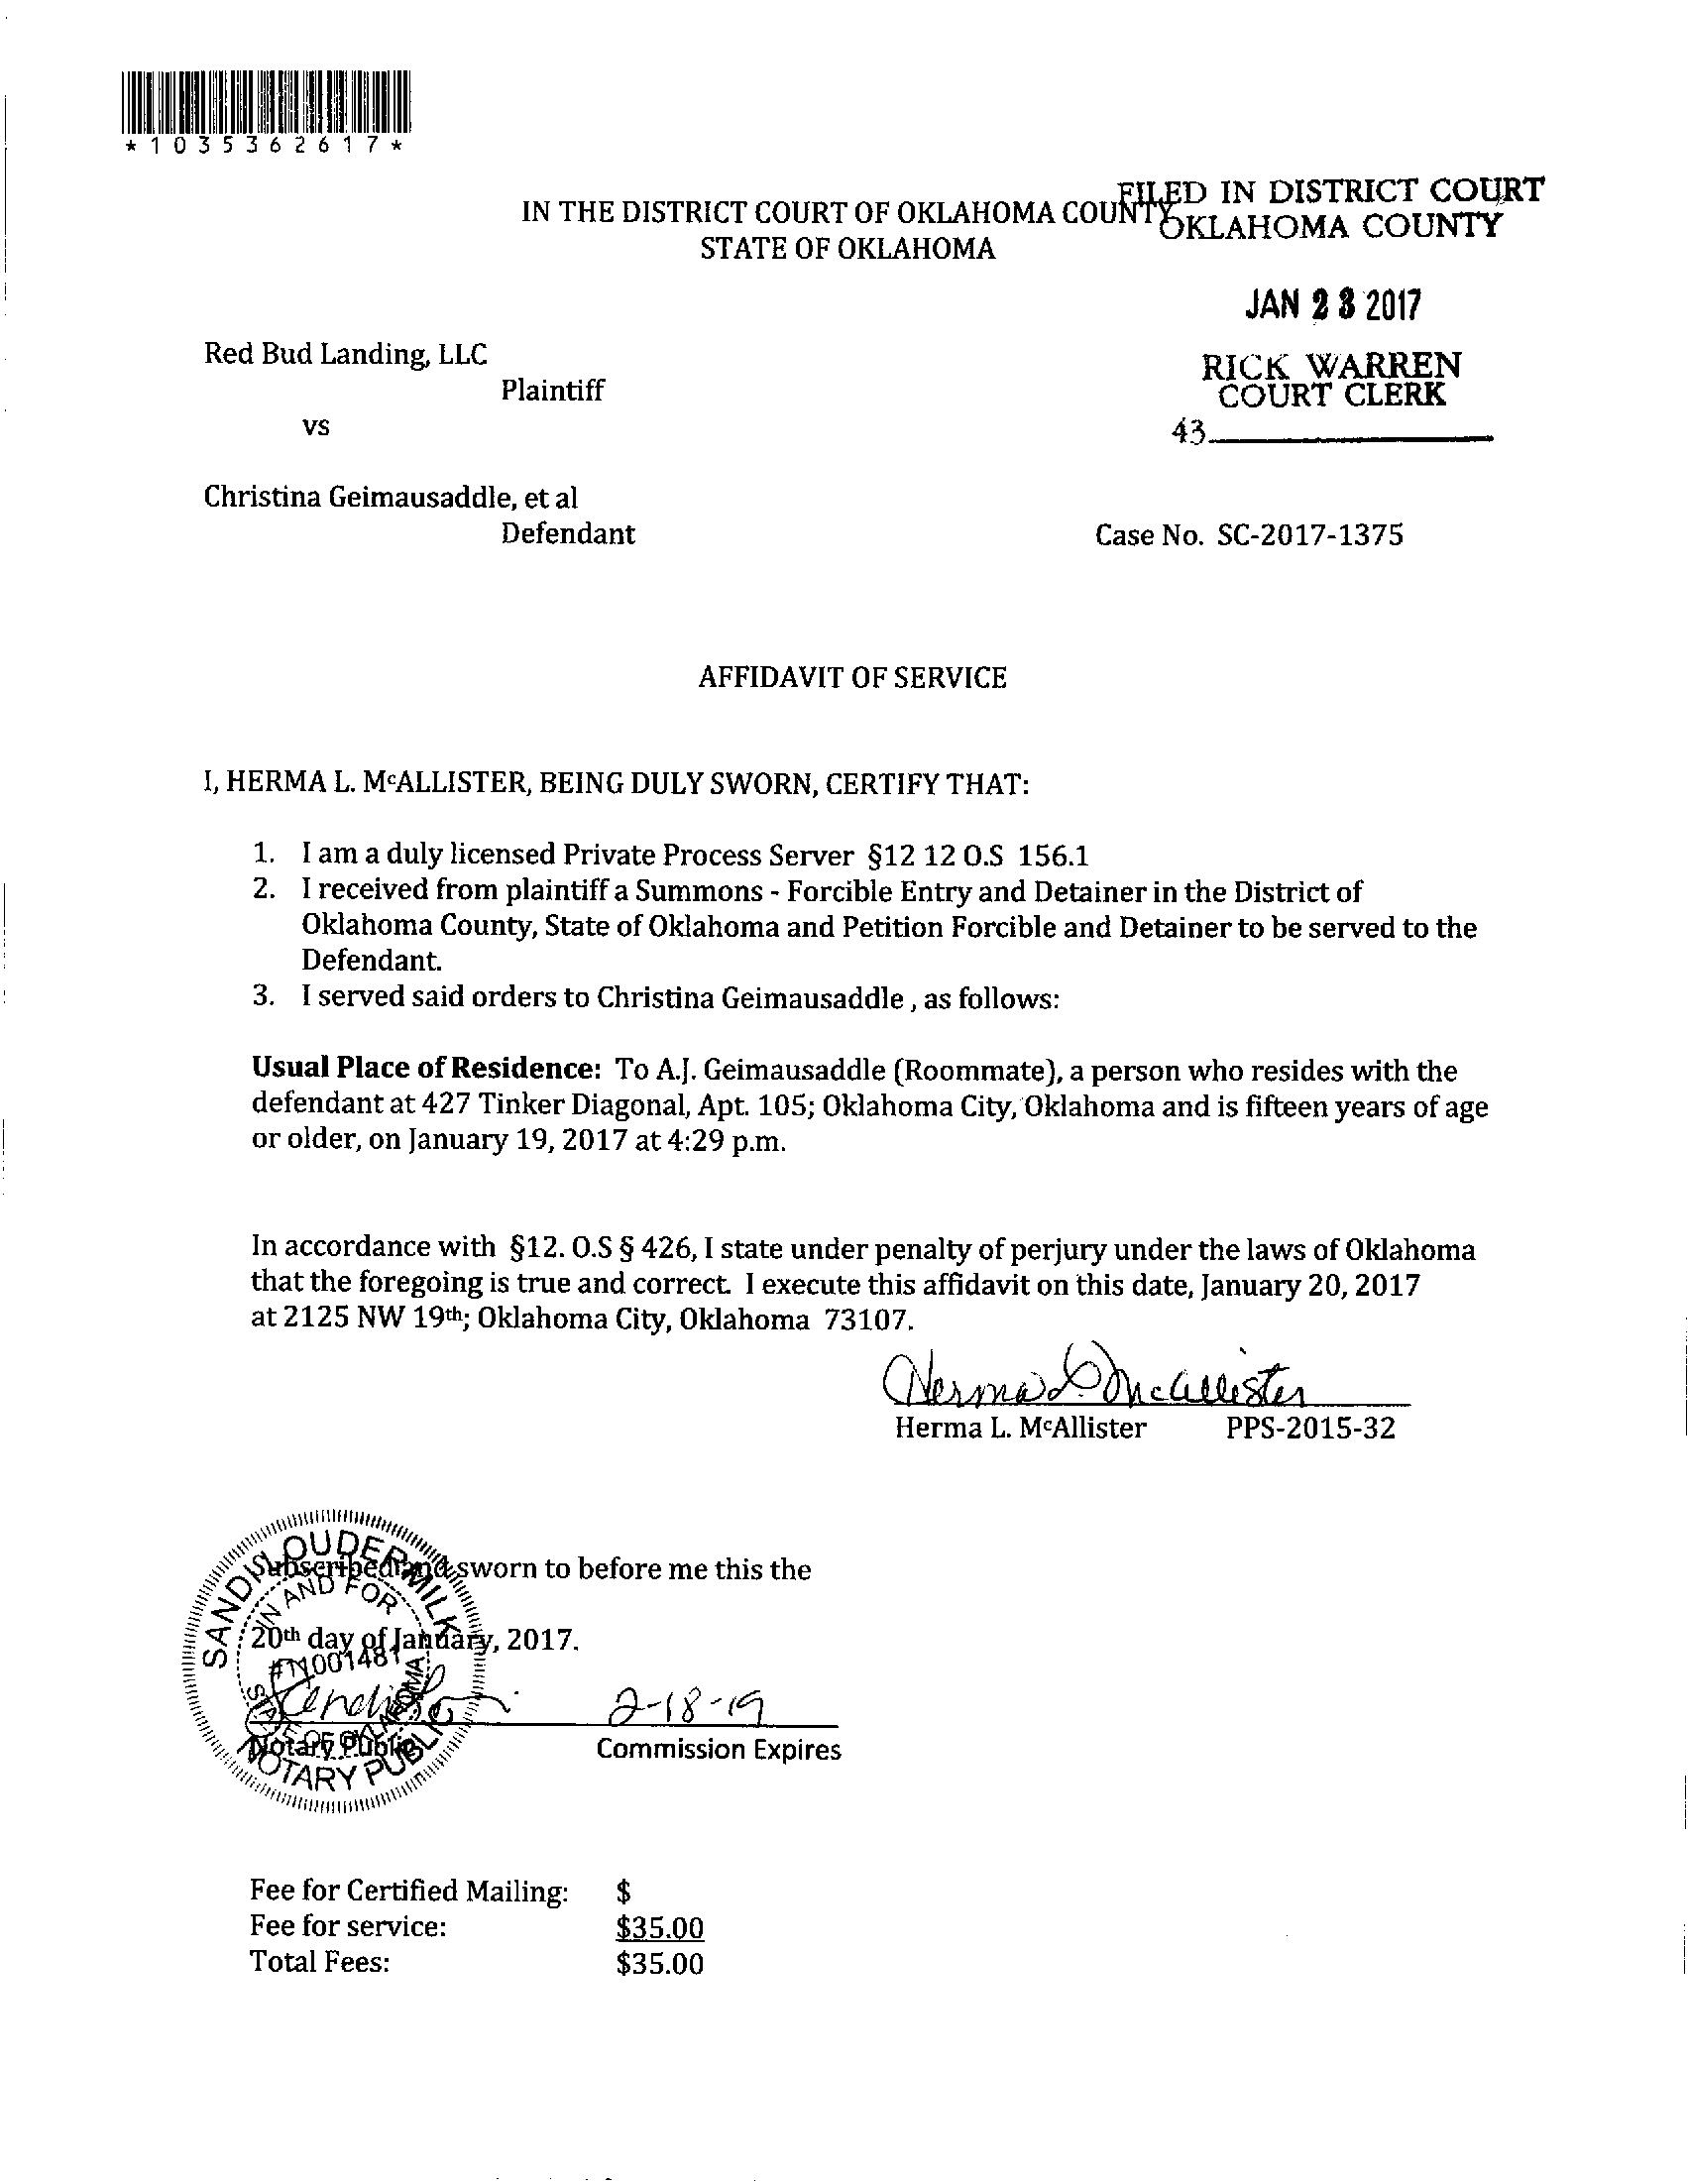 *1035362617*
FILED IN DISTRICT COURT
OKLAHOMA COUNTY
IN THE DISTRICT COURT OF OKLAHOMA COUNTY
STATE OF OKLAHOMA
JAN 23 2017
RICK WARREN
COURT CLERK
43
Red Bud Landing, LLC
Plaintiff
vs
Christina Geimausaddle, et al
Defendant
Case No. SC-2017-1375
AFFIDAVIT OF SERVICE
I, HERMA L. McALLISTER, BEING DULY SWORN, CERTIFY THAT:
1. I am a duly licensed Private Process Server §12 12 O.S 156.1
2. I received from plaintiff a Summons - Forcible Entry and Detainer in the District of
Oklahoma County, State of Oklahoma and Petition Forcible and Detainer to be served to the
Defendant.
3. I served said orders to Christina Geimausaddle , as follows:
Usual Place of Residence: To A.J. Geimausaddle (Roommate), a person who resides with the
defendant at 427 Tinker Diagonal, Apt. 105; Oklahoma City, Oklahoma and is fifteen years of age
or older, on January 19, 2017 at 4:29 p.m.
In accordance with §12. O.S § 426, I state under penalty of perjury under the laws of Oklahoma
that the foregoing is true and correct. I execute this affidavit on this date, January 20, 2017
at 2125 NW 19th; Oklahoma City, Oklahoma 73107.
Herma L. McAllister
Herma L. McAllister PPS-2015-32
Subscribed and sworn to before me this the
20th day of January, 2017.
SANDI LOUDERMILK
IN AND FOR
#11001481
STATE OF OKLAHOMA
NOTARY PUBLIC
2-18-19
Notary Public
Commission Expires
Fee for Certified Mailing: $
Fee for service: $35.00
Total Fees: $35.00